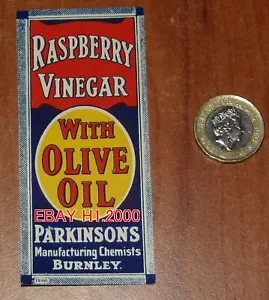 RASPBERRY
VINEGAR
WITH
OLIVE
OIL
EBAY H1.2000
PARKINSONS
Manufacturing Chemists
BURNLEY.